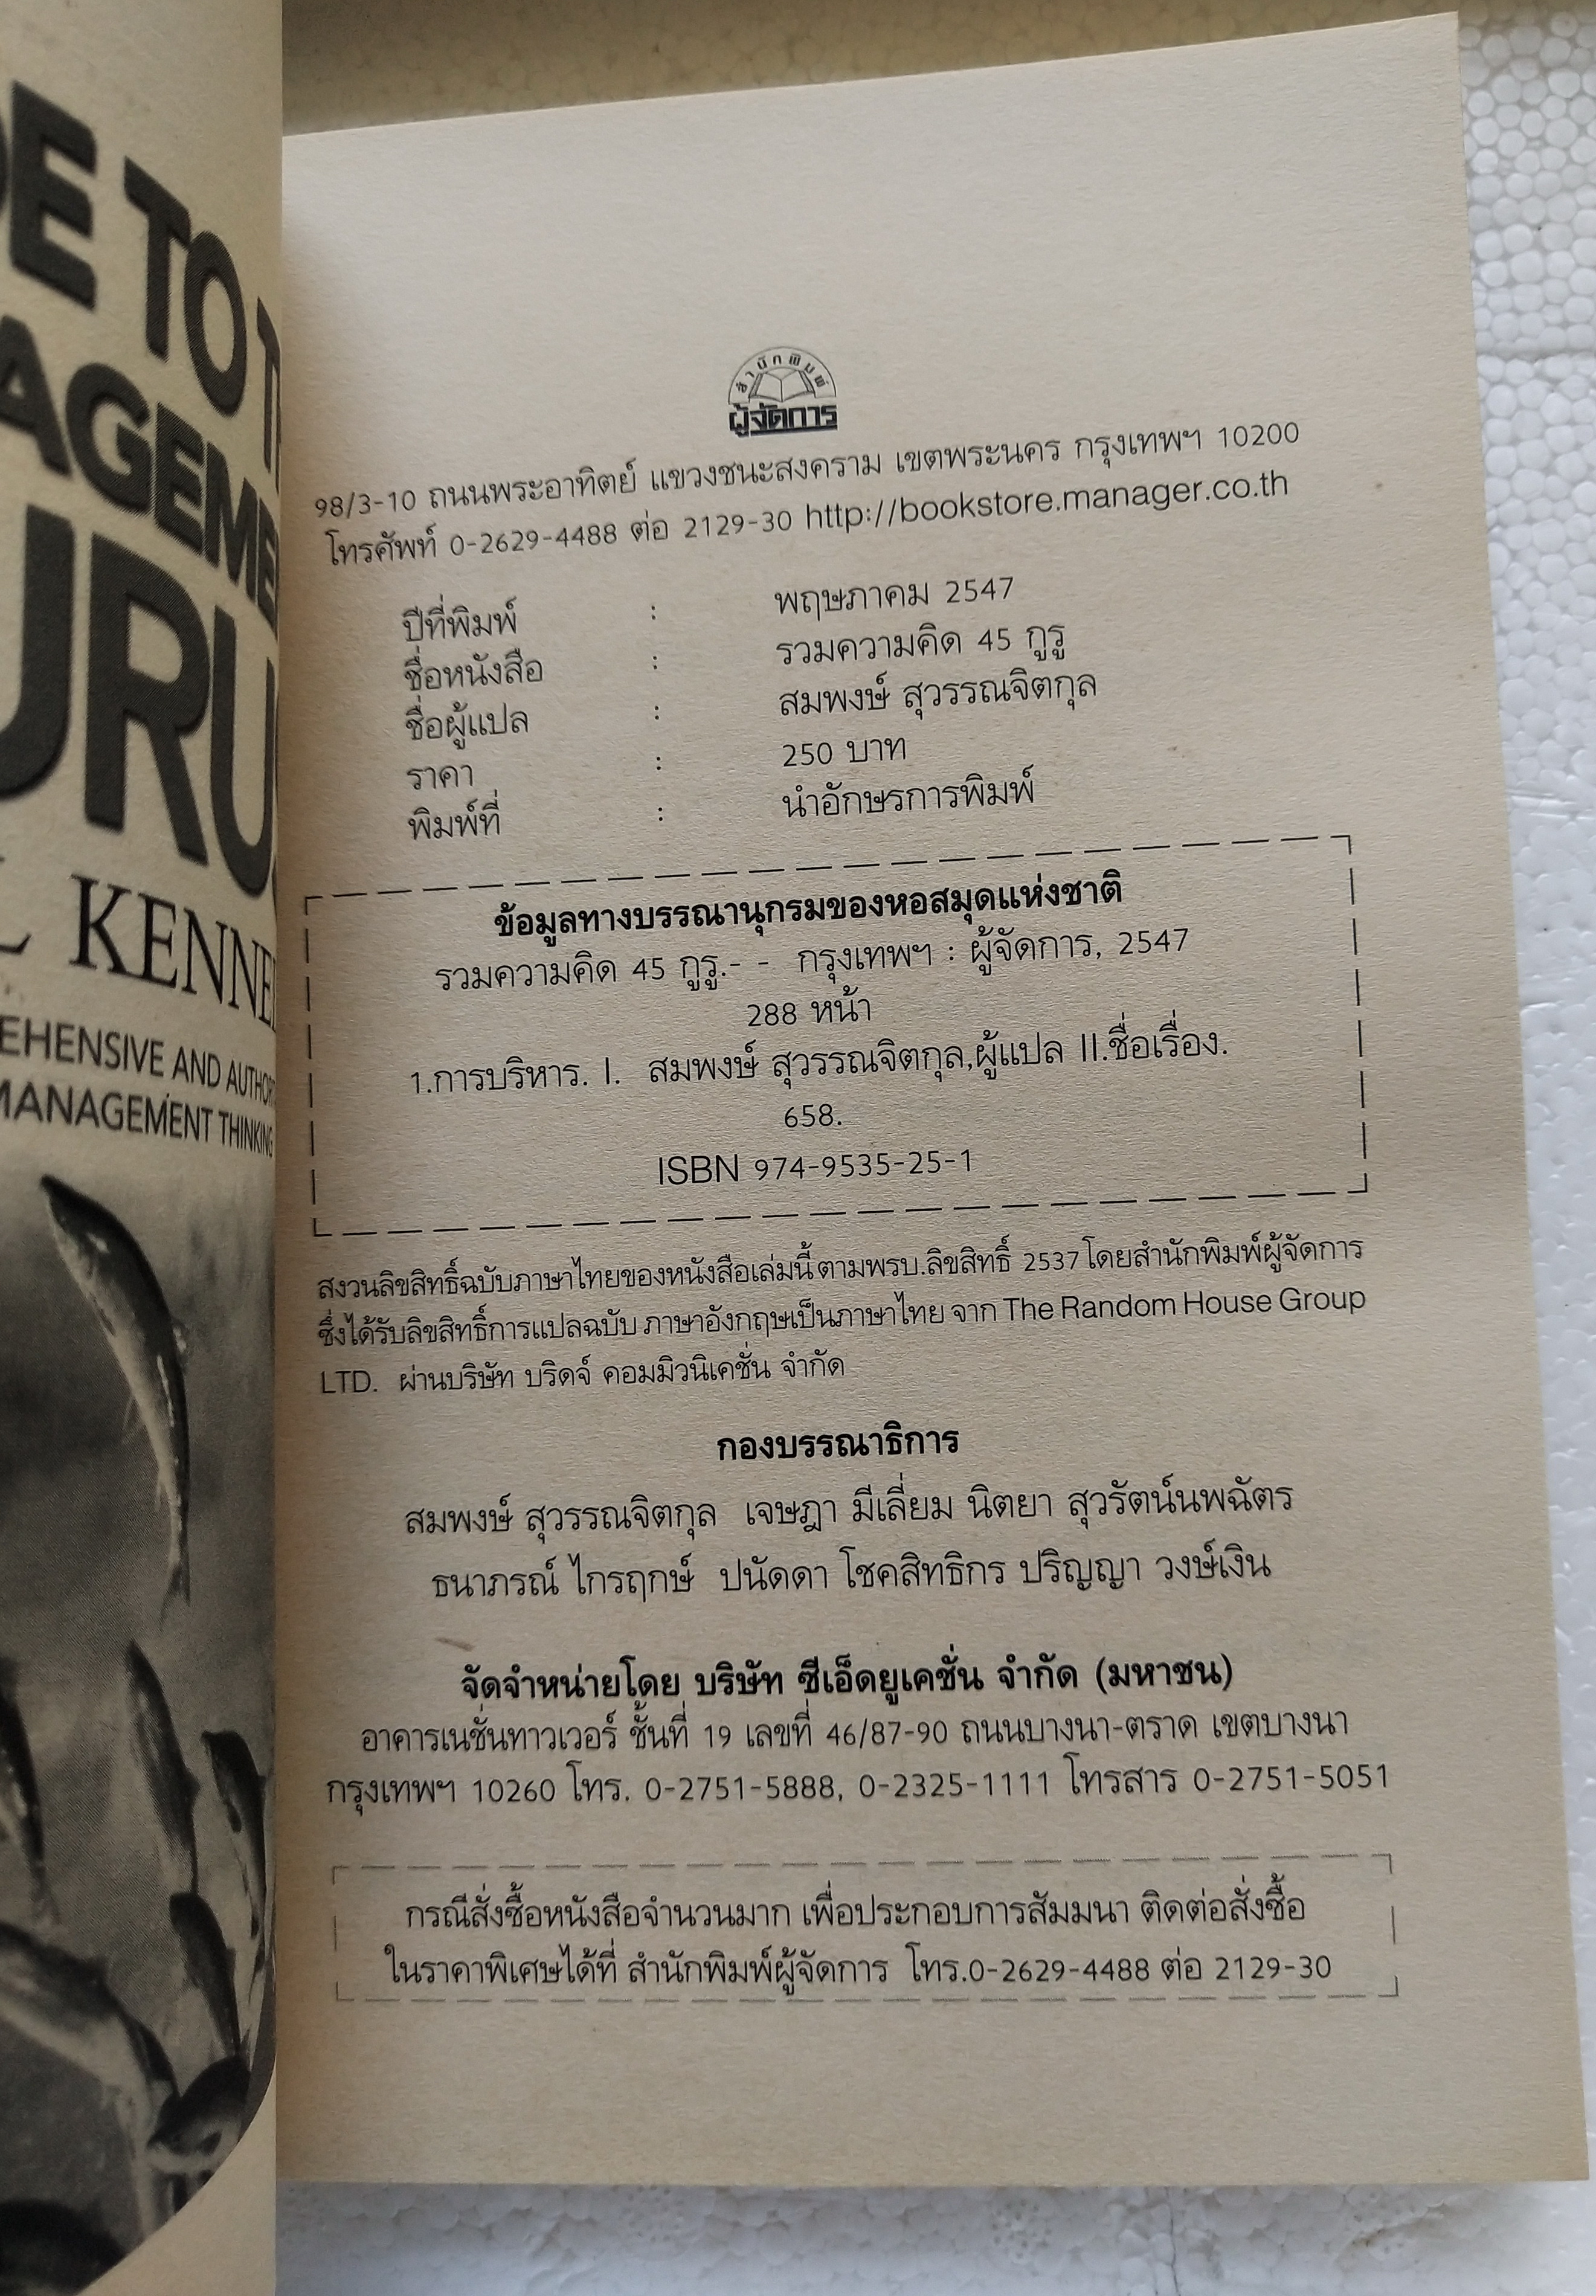 E TO T
AGEME
URU
KENNE
EHENSIVE AND AUTHOR
MANAGEMENT THINKING
สำนักพิมพ์
ผู้จัดการ
98/3-10 ถนนพระอาทิตย์ แขวงชนะสงคราม เขตพระนคร กรุงเทพฯ 10200
โทรศัพท์ 0-2629-4488 ต่อ 2129-30 http://bookstore.manager.co.th
ปีที่พิมพ์ : พฤษภาคม 2547
ชื่อหนังสือ : รวมความคิด 45 กูรู
ชื่อผู้แปล : สมพงษ์ สุวรรณจิตกุล
ราคา : 250 บาท
พิมพ์ที่ : นำอักษรการพิมพ์
ข้อมูลทางบรรณานุกรมของหอสมุดแห่งชาติ
รวมความคิด 45 กูรู.- - กรุงเทพฯ : ผู้จัดการ, 2547
288 หน้า
1.การบริหาร. I. สมพงษ์ สุวรรณจิตกุล,ผู้แปล II.ชื่อเรื่อง.
658.
ISBN 974-9535-25-1
สงวนลิขสิทธิ์ฉบับภาษาไทยของหนังสือเล่มนี้ ตามพรบ.ลิขสิทธิ์ 2537 โดยสำนักพิมพ์ผู้จัดการ
ซึ่งได้รับลิขสิทธิ์การแปลฉบับ ภาษาอังกฤษเป็นภาษาไทย จาก The Random House Group
LTD. ผ่านบริษัท บริดจ์ คอมมิวนิเคชั่น จำกัด
กองบรรณาธิการ
สมพงษ์ สุวรรณจิตกุล เจษฎา มีเลี่ยม นิตยา สุวรัตน์นพฉัตร
ธนาภรณ์ ไกรฤกษ์ ปนัดดา โชคสิทธิกร ปริญญา วงษ์เงิน
จัดจำหน่ายโดย บริษัท ซีเอ็ดยูเคชั่น จำกัด (มหาชน)
อาคารเนชั่นทาวเวอร์ ชั้นที่ 19 เลขที่ 46/87-90 ถนนบางนา-ตราด เขตบางนา
กรุงเทพฯ 10260 โทร. 0-2751-5888, 0-2325-1111 โทรสาร 0-2751-5051
กรณีสั่งซื้อหนังสือจำนวนมาก เพื่อประกอบการสัมมนา ติดต่อสั่งซื้อ
ในราคาพิเศษได้ที่ สำนักพิมพ์ผู้จัดการ โทร.0-2629-4488 ต่อ 2129-30